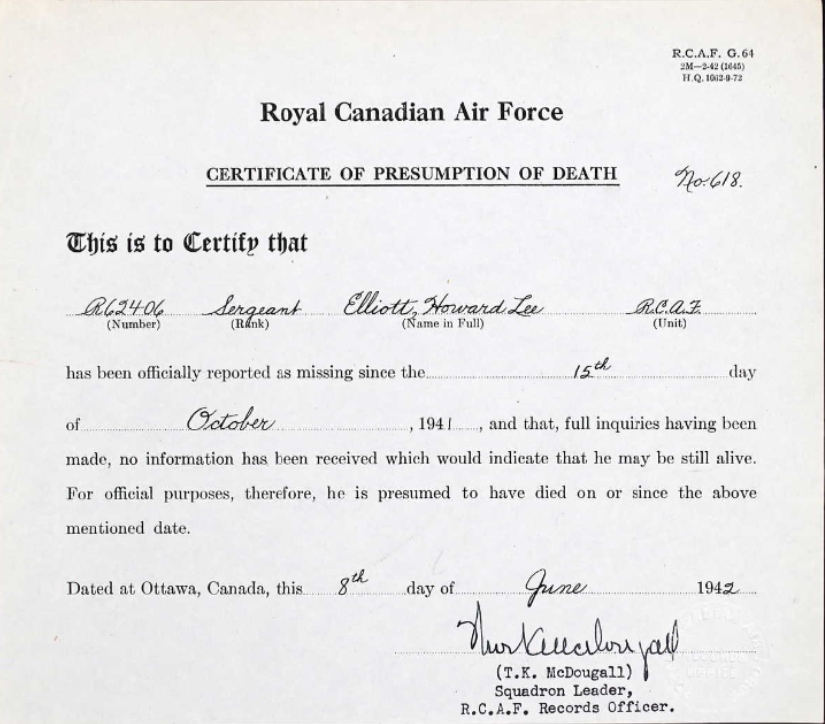 R.C.A.F. G.64
2M—2-42 (1645)
H.Q. 1062-9-72
Royal Canadian Air Force
CERTIFICATE OF PRESUMPTION OF DEATH No. 618.
This is to Certify that
R62406 Sergeant Elliott, Howard Lee R.C.A.F
(Number) (Rank) (Name in Full) (Unit)
has been officially reported as missing since the 15th day
of October, 1941, and that, full inquiries having been
made, no information has been received which would indicate that he may be still alive.
For official purposes, therefore, he is presumed to have died on or since the above
mentioned date.
Dated at Ottawa, Canada, this 8th day of June 1942
(T.K. McDougall)
Squadron Leader,
R.C.A.F. Records Officer.